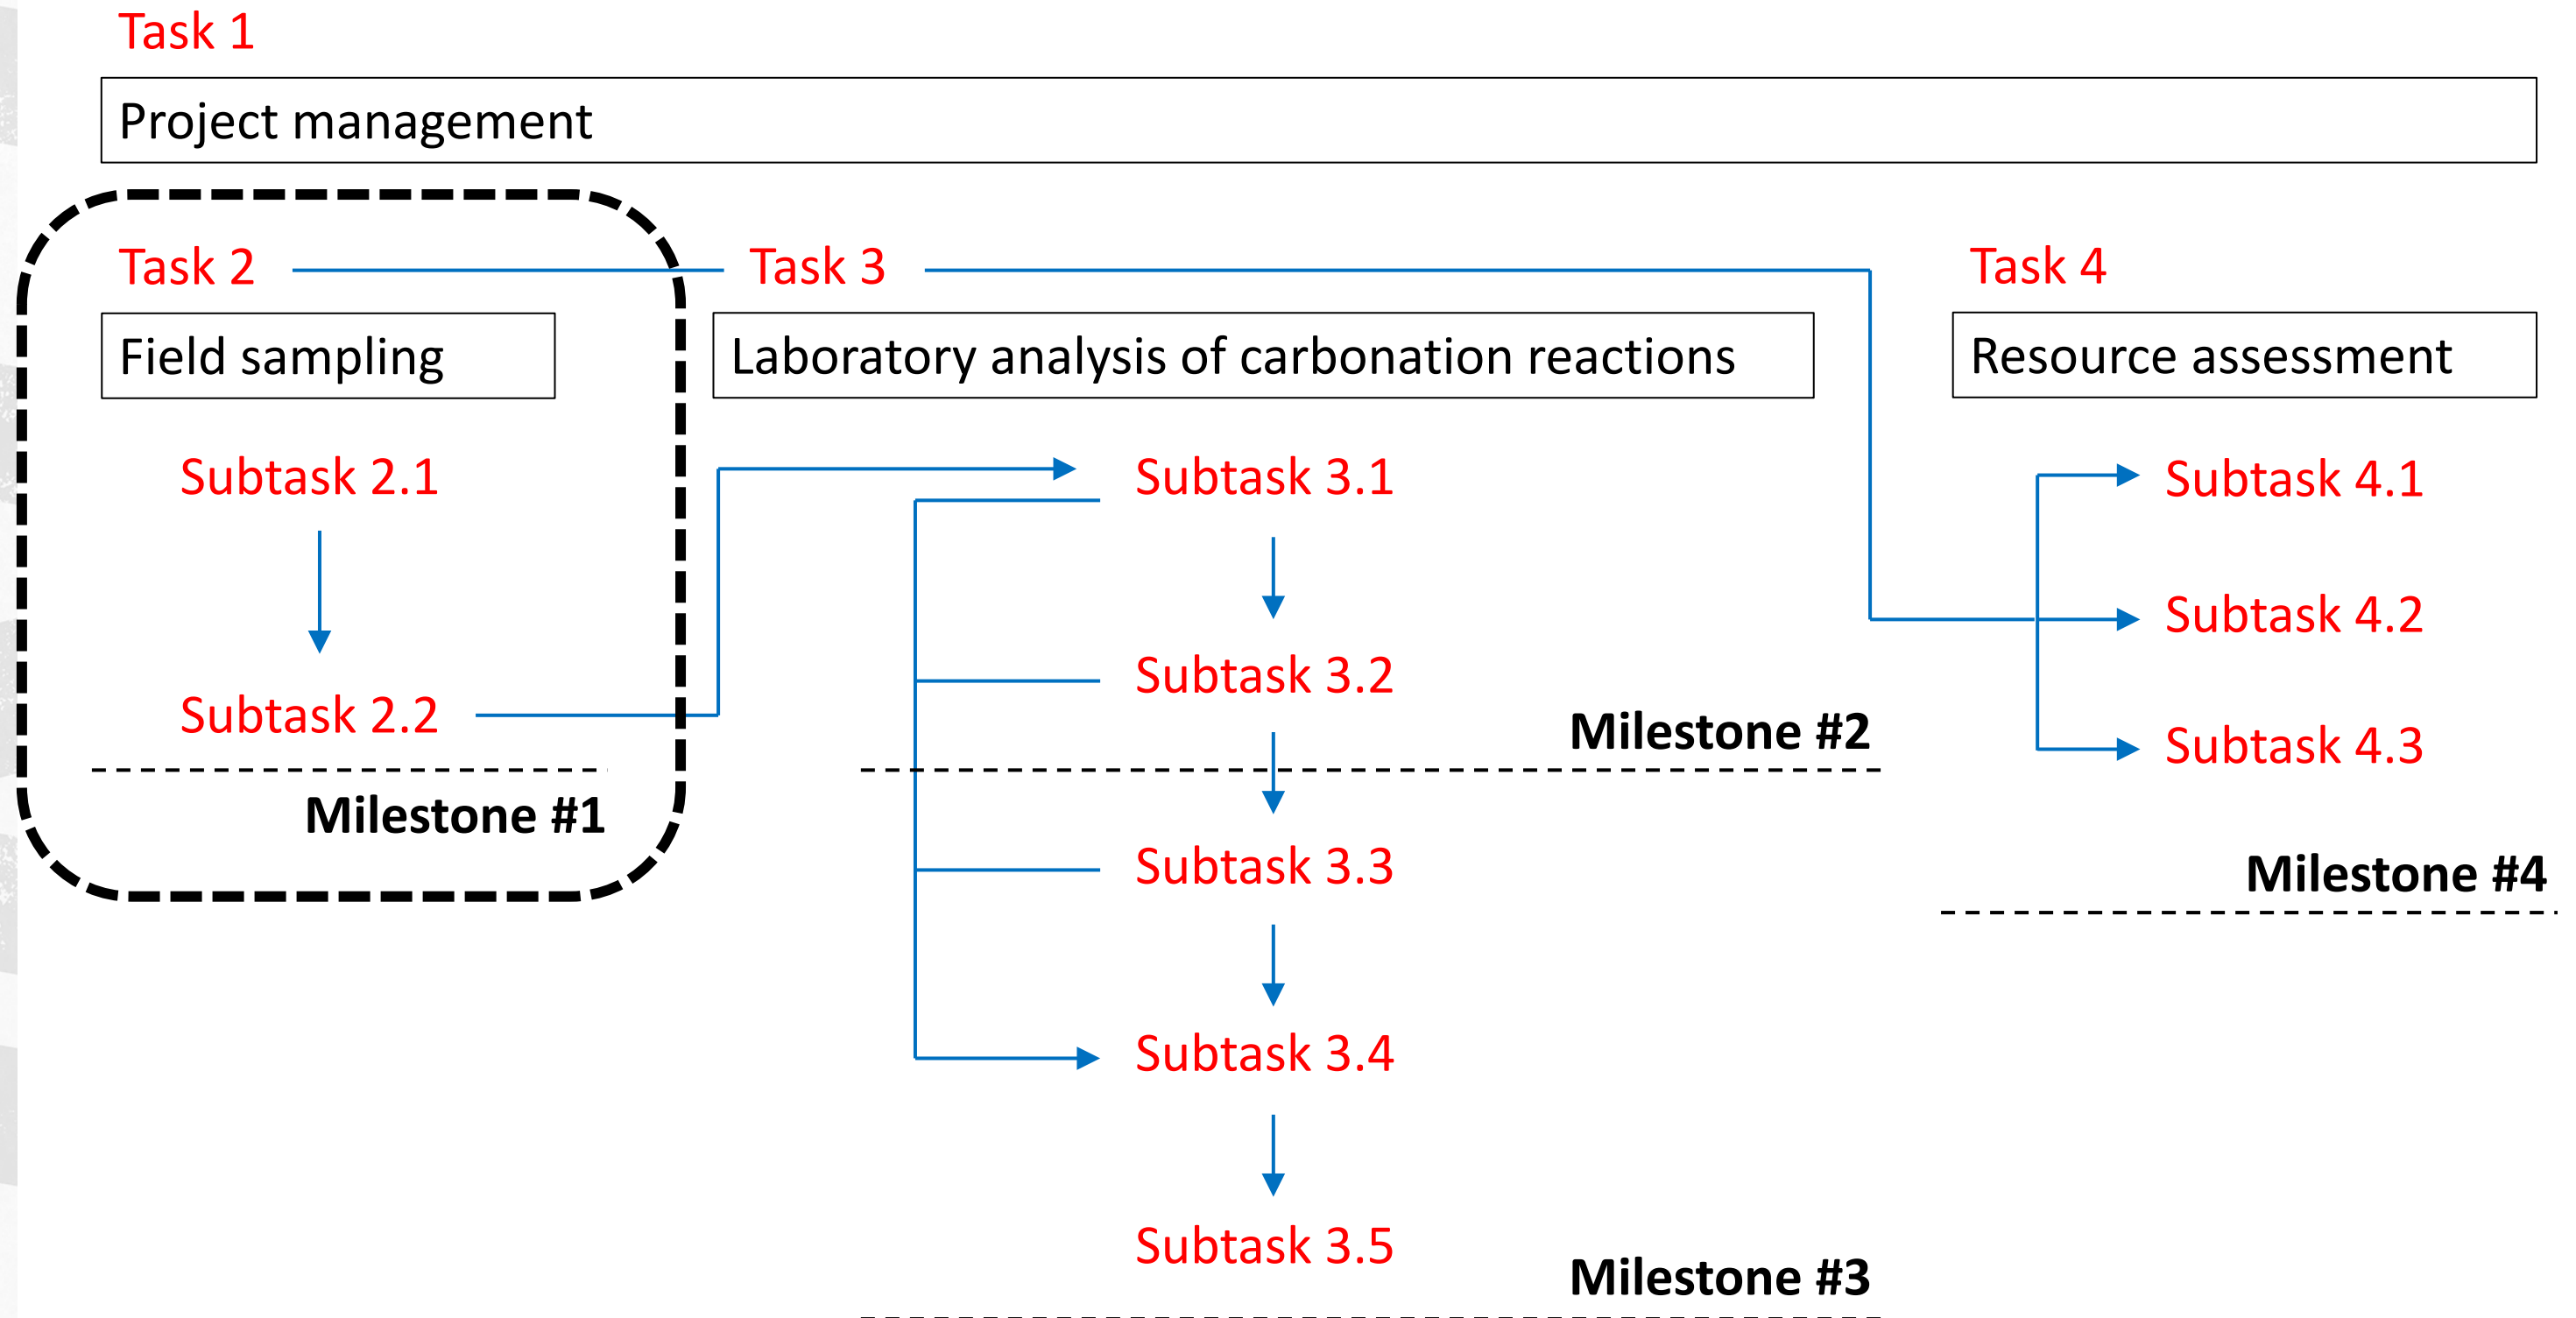 Task 1
Project management
Task 2
Field sampling
Subtask 2.1
Subtask 2.2
Milestone #1
Task 3
Laboratory analysis of carbonation reactions
Subtask 3.1
Subtask 3.2
Milestone #2
Subtask 3.3
Subtask 3.4
Subtask 3.5
Milestone #3
Task 4
Resource assessment
Subtask 4.1
Subtask 4.2
Subtask 4.3
Milestone #4